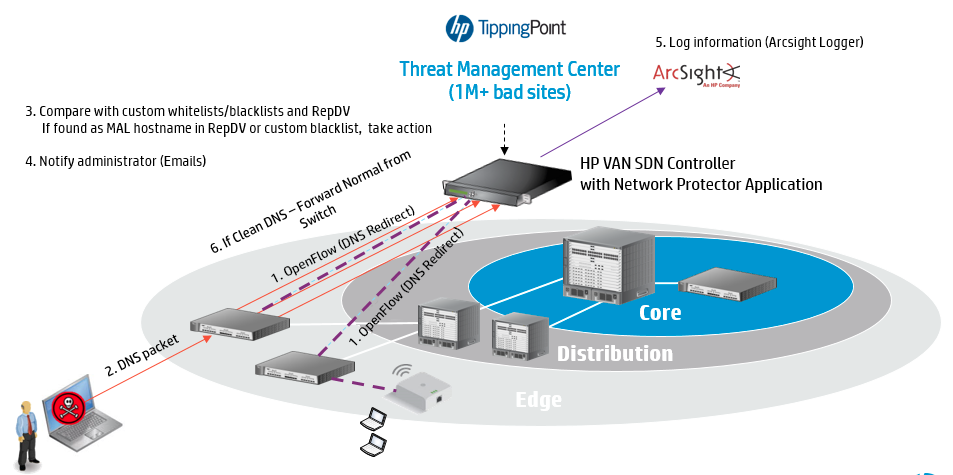 hp TippingPoint
5. Log information (Arcsight Logger)
Threat Management Center
(1M+ bad sites)
ArcSight
An HP Company
3. Compare with custom whitelists/blacklists and RepDV
If found as MAL hostname in RepDV or custom blacklist, take action
4. Notify administrator (Emails)
HP VAN SDN Controller
with Network Protector Application
6. If Clean DNS – Forward Normal from
Switch
1. OpenFlow (DNS Redirect)
1. OpenFlow (DNS Redirect)
2. DNS packet
Core
Distribution
Edge